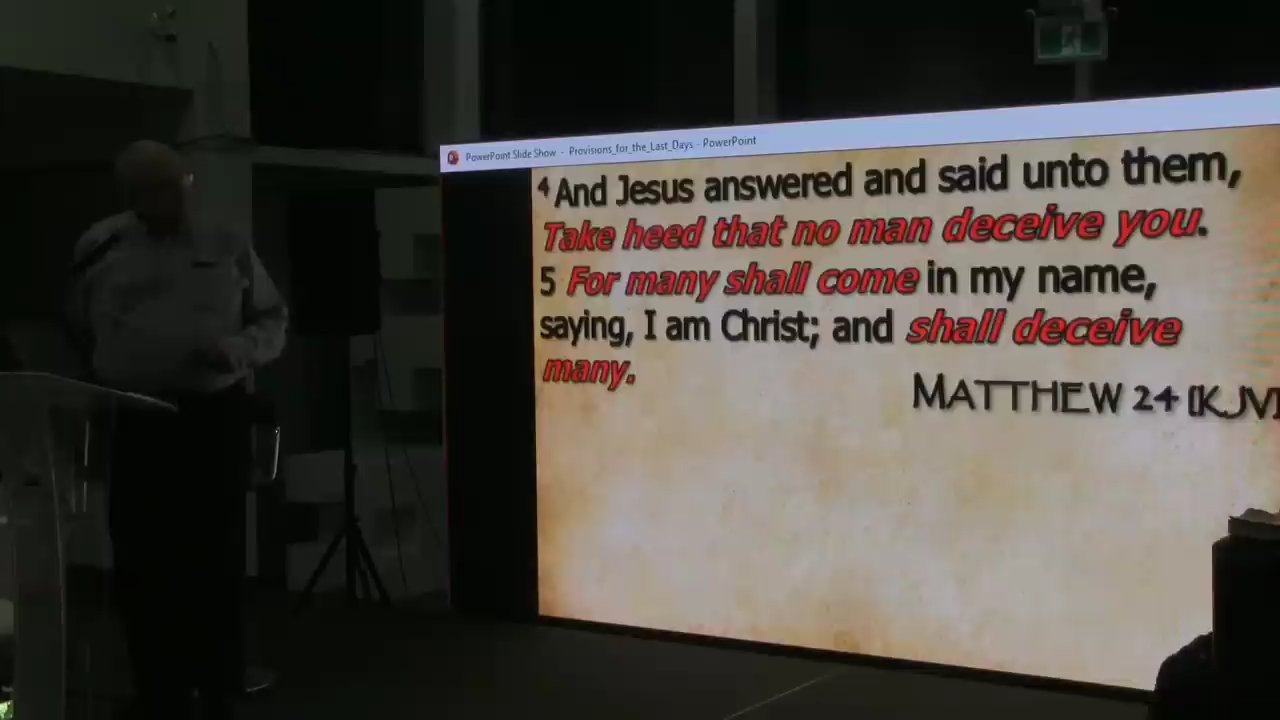 PowerPoint Slide Show - Provisions_for_the_Last_Days - PowerPoint
4 And Jesus answered and said unto them,
Take heed that no man deceive you.
5 For many shall come in my name,
saying, I am Christ; and shall deceive
many.
MATTHEW 24 [KJV]